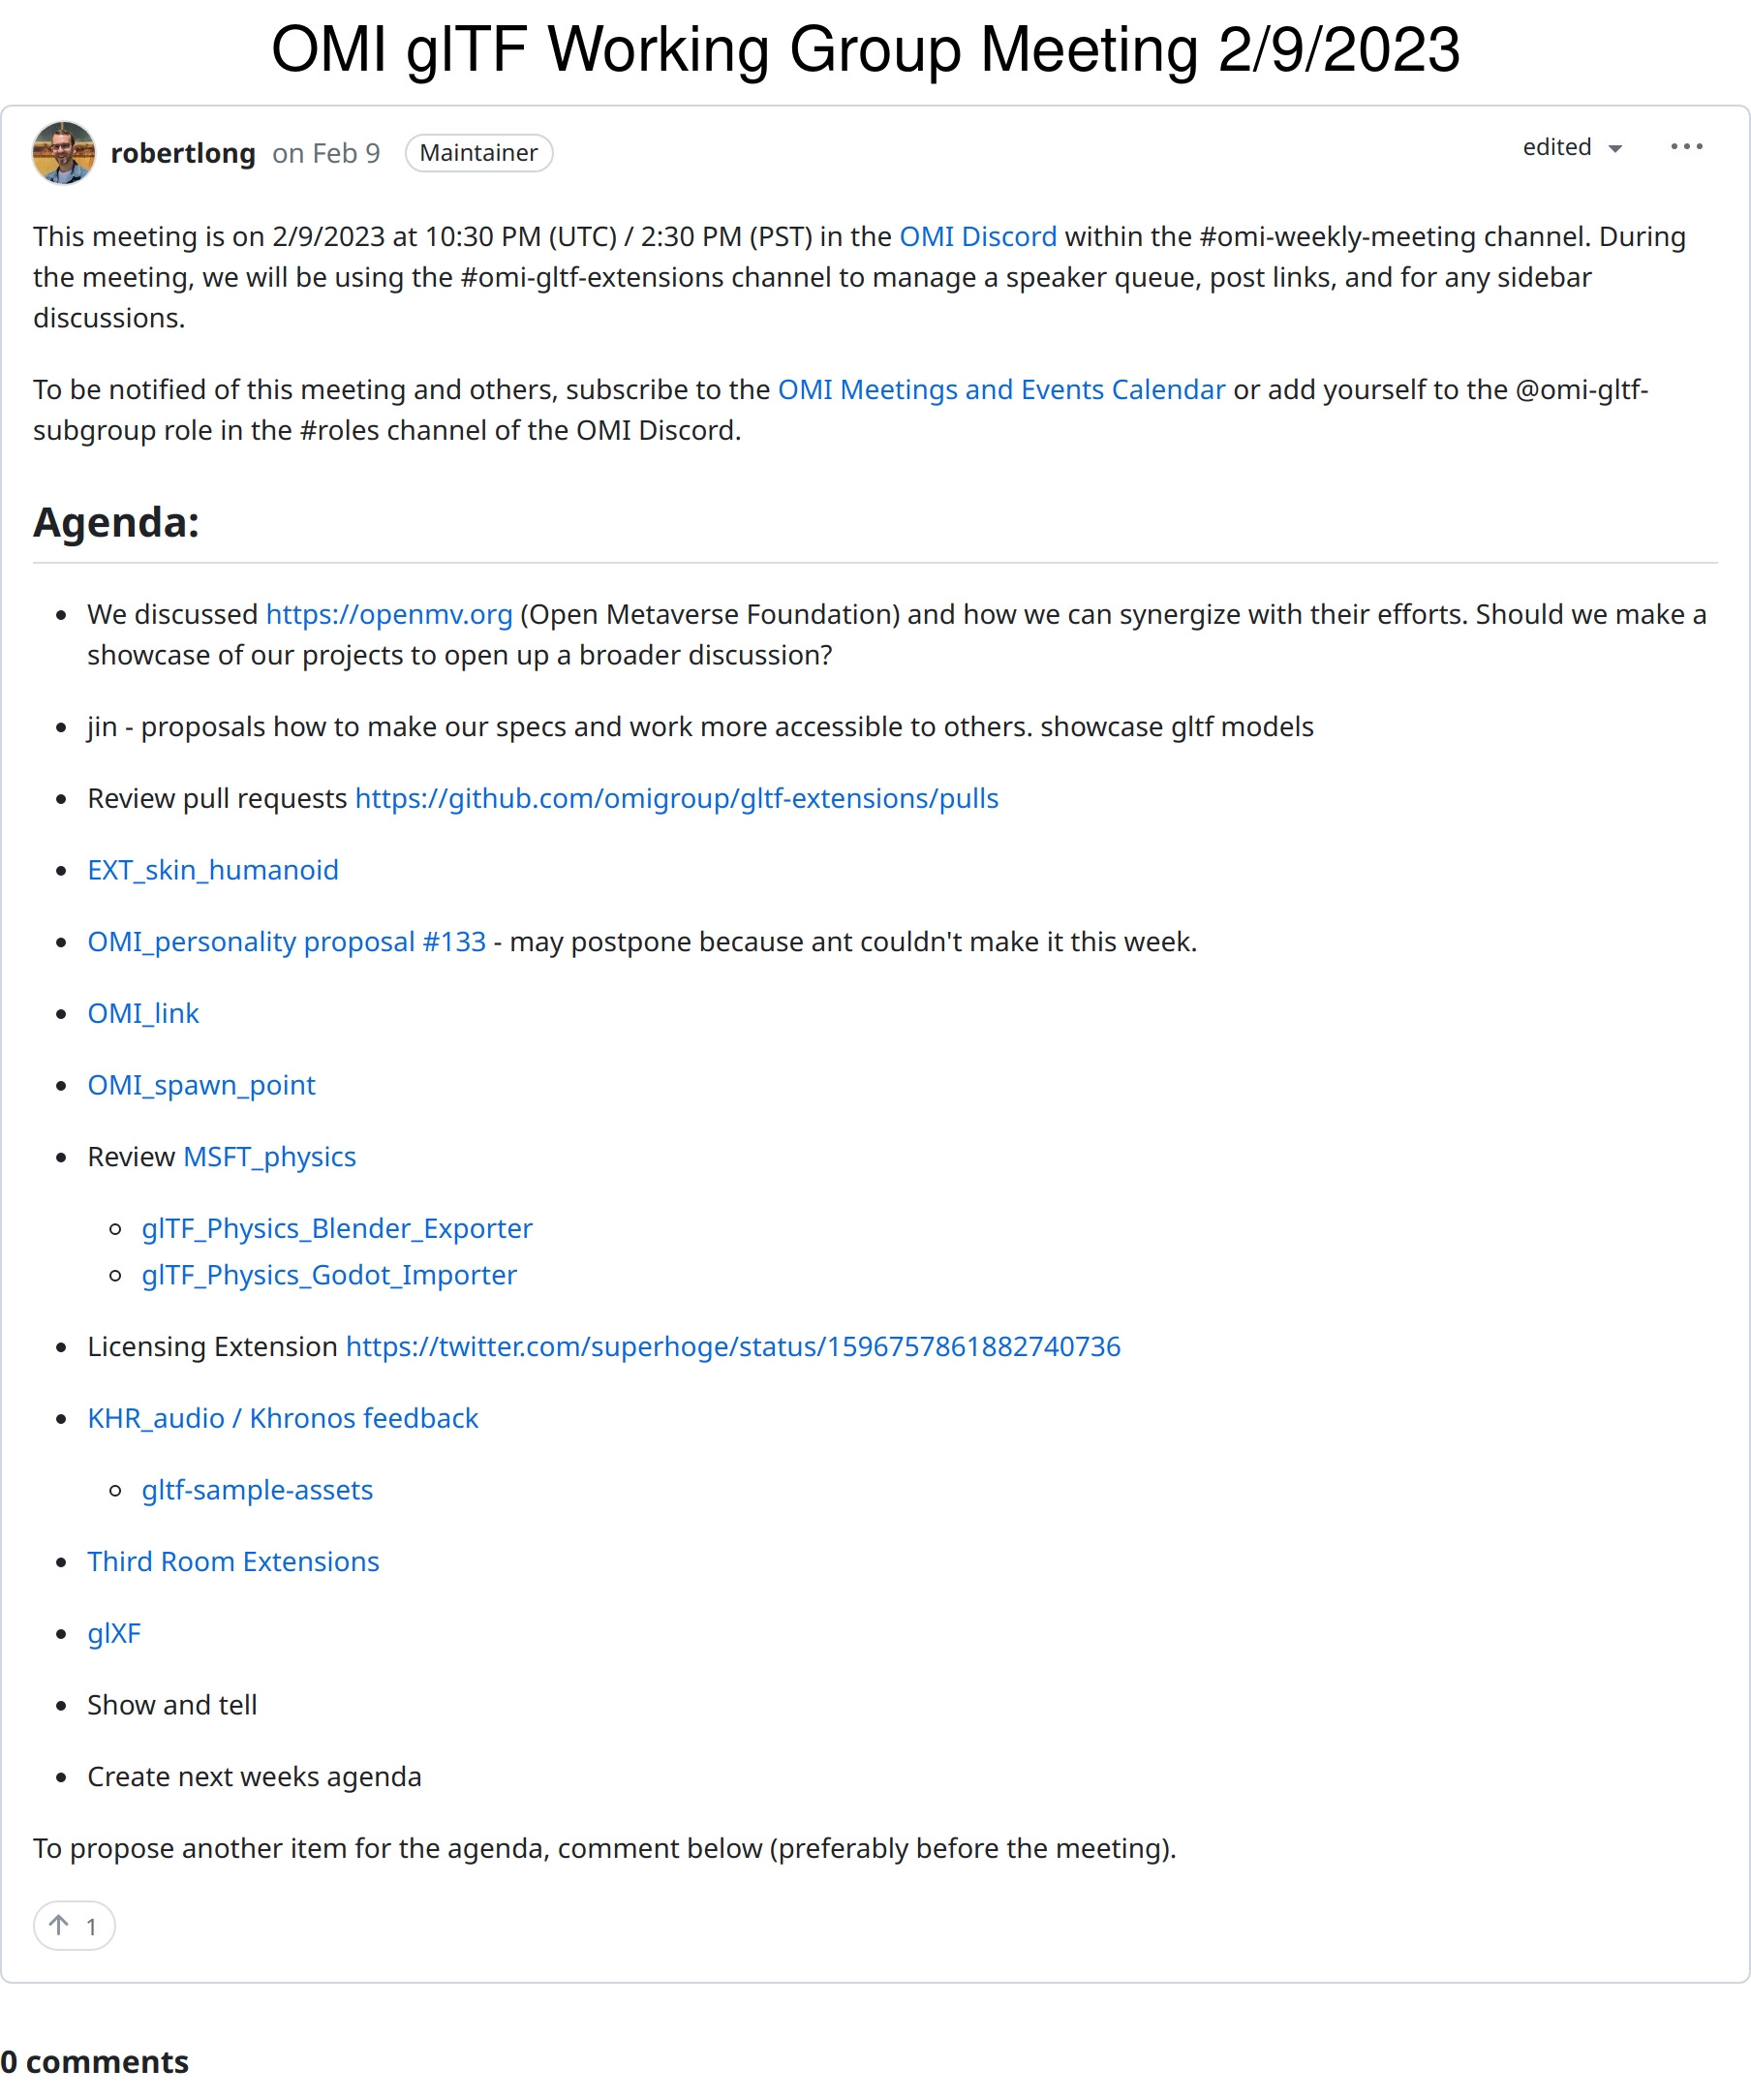 OMI glTF Working Group Meeting 2/9/2023
robertlong on Feb 9 Maintainer edited
This meeting is on 2/9/2023 at 10:30 PM (UTC) / 2:30 PM (PST) in the OMI Discord within the #omi-weekly-meeting channel. During
the meeting, we will be using the #omi-gltf-extensions channel to manage a speaker queue, post links, and for any sidebar
discussions.
To be notified of this meeting and others, subscribe to the OMI Meetings and Events Calendar or add yourself to the @omi-gltf-
subgroup role in the #roles channel of the OMI Discord.
Agenda:
We discussed https://openmv.org (Open Metaverse Foundation) and how we can synergize with their efforts. Should we make a
showcase of our projects to open up a broader discussion?
jin - proposals how to make our specs and work more accessible to others. showcase gltf models
Review pull requests https://github.com/omigroup/gltf-extensions/pulls
EXT_skin_humanoid
OMI_personality proposal #133 - may postpone because ant couldn't make it this week.
OMI_link
OMI_spawn_point
Review MSFT_physics
glTF_Physics_Blender_Exporter
glTF_Physics_Godot_Importer
Licensing Extension https://twitter.com/superhoge/status/1596757861882740736
KHR_audio / Khronos feedback
gltf-sample-assets
Third Room Extensions
glXF
Show and tell
Create next weeks agenda
To propose another item for the agenda, comment below (preferably before the meeting).
1
0 comments